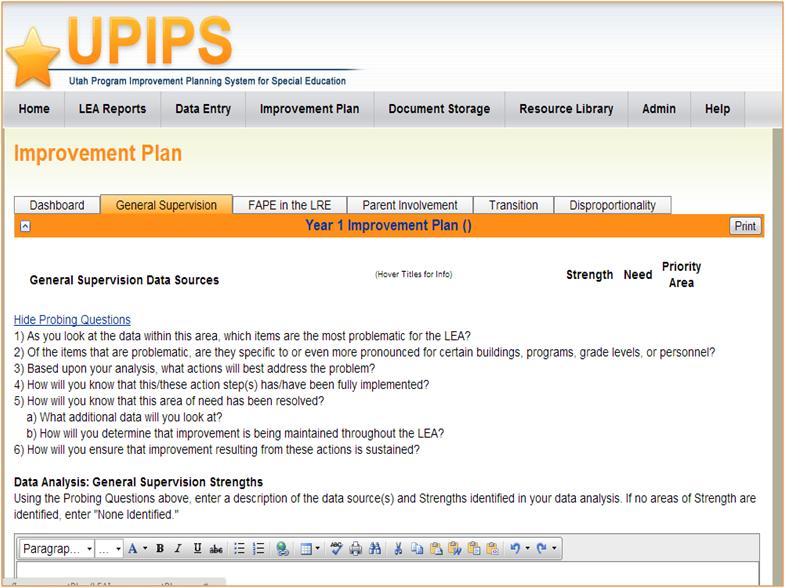 UPIPS
Utah Program Improvement Planning System for Special Education
Home LEA Reports Data Entry Improvement Plan Document Storage Resource Library Admin Help
Improvement Plan
Dashboard General Supervision FAPE in the LRE Parent Involvement Transition Disproportionality
Year 1 Improvement Plan () Print
General Supervision Data Sources (Hover Titles for Info) Strength Need Priority Area
Hide Probing Questions
1) As you look at the data within this area, which items are the most problematic for the LEA?
2) Of the items that are problematic, are they specific to or even more pronounced for certain buildings, programs, grade levels, or personnel?
3) Based upon your analysis, what actions will best address the problem?
4) How will you know that this/these action step(s) has/have been fully implemented?
5) How will you know that this area of need has been resolved?
a) What additional data will you look at?
b) How will you determine that improvement is being maintained throughout the LEA?
6) How will you ensure that improvement resulting from these actions is sustained?
Data Analysis: General Supervision Strengths
Using the Probing Questions above, enter a description of the data source(s) and Strengths identified in your data analysis. If no areas of Strength are
identified, enter "None Identified."
Paragrap... ... A B I U abc ABC